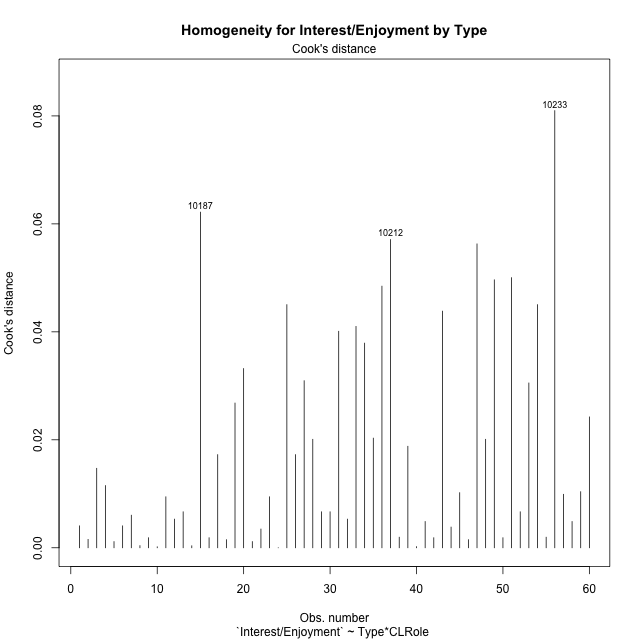 Homogeneity for Interest/Enjoyment by Type
Cook's distance
10233
10187
10212
Cook's distance
0.08
0.06
0.04
0.02
0.00
0 10 20 30 40 50 60
Obs. number
`Interest/Enjoyment` ~ Type*CLRole